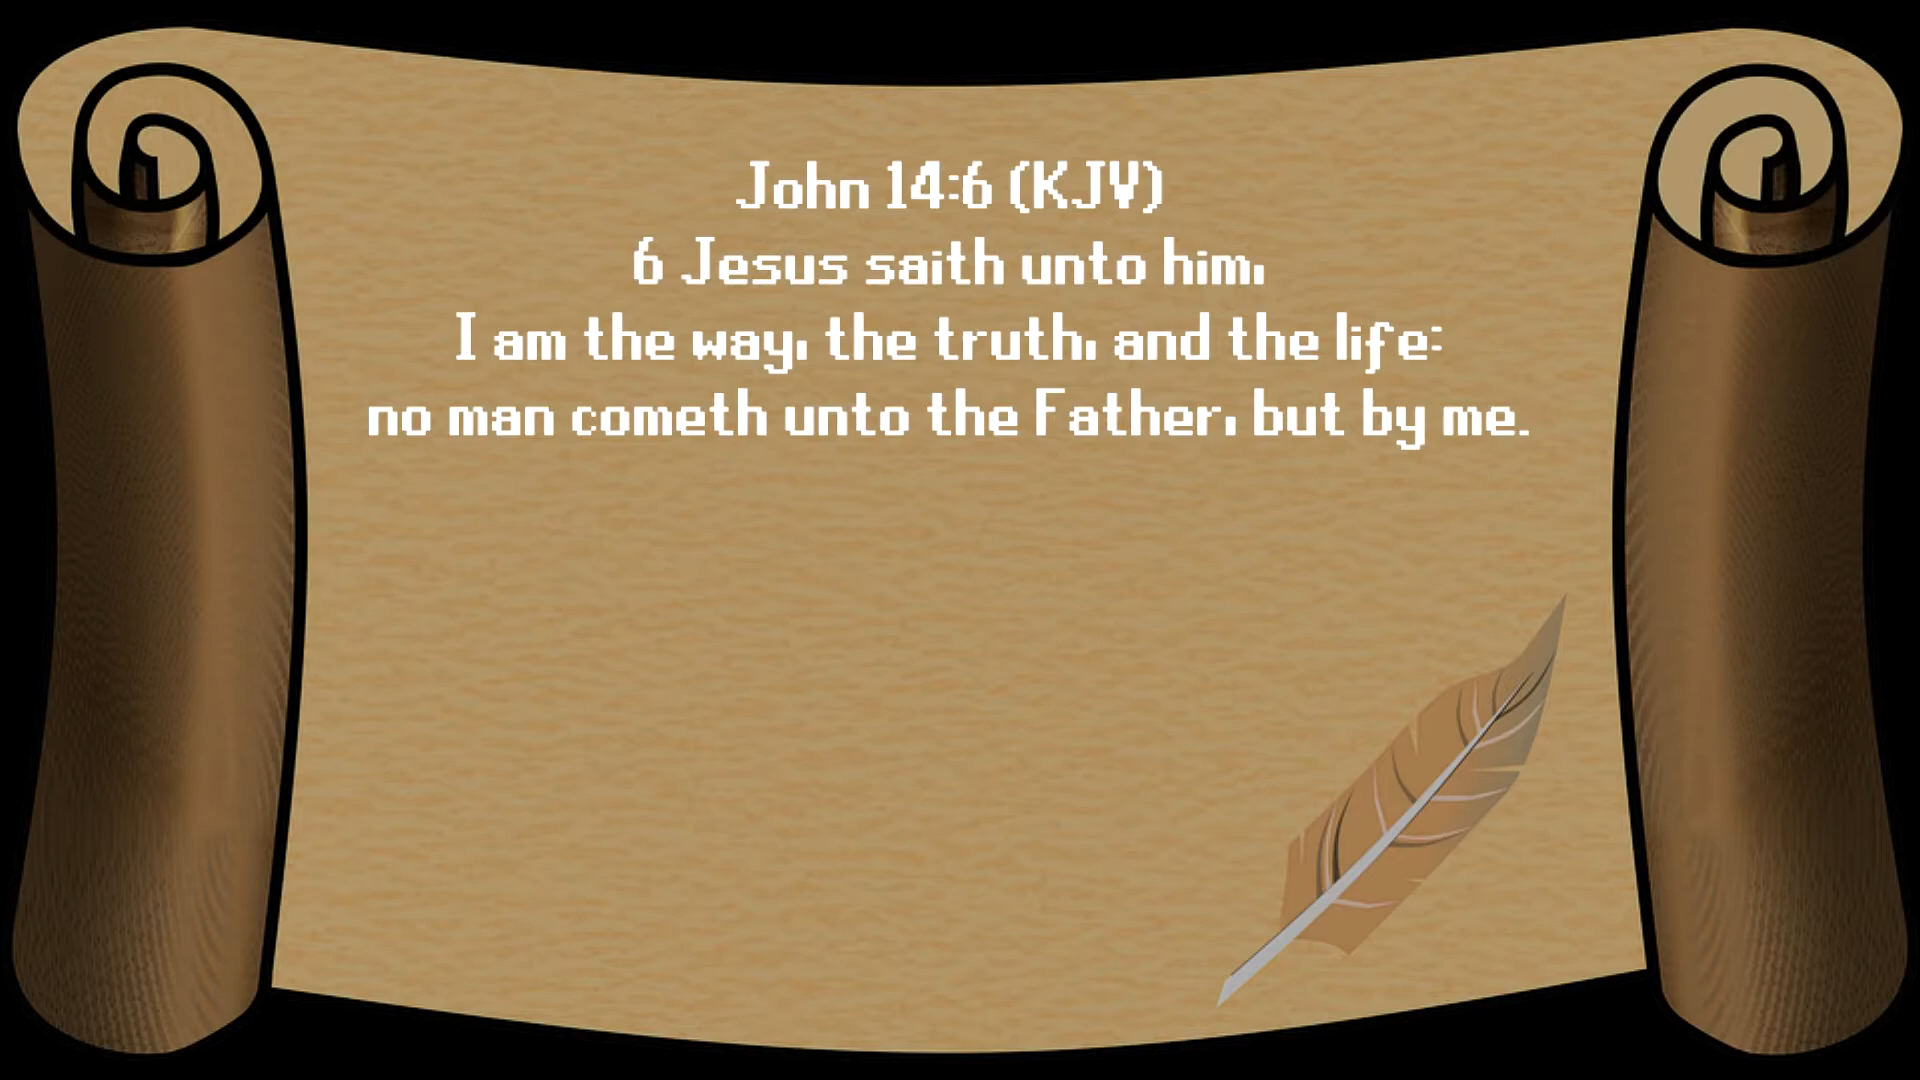 John 14:6 (KJV)
6 Jesus saith unto him,
I am the way, the truth, and the life:
no man cometh unto the Father, but by me.